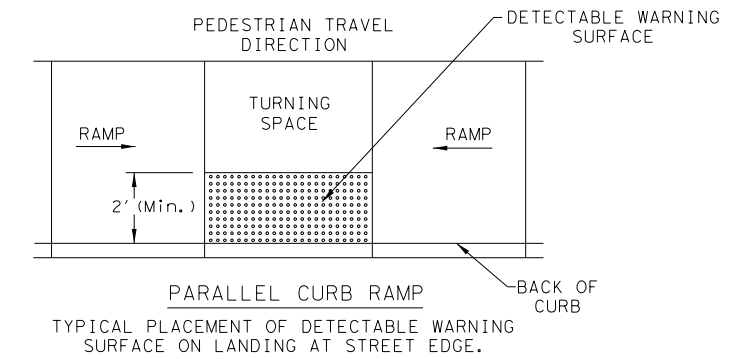 PEDESTRIAN TRAVEL
DIRECTION
DETECTABLE WARNING
SURFACE
TURNING
SPACE
RAMP
RAMP
2' (Min.)
BACK OF
CURB
PARALLEL CURB RAMP
TYPICAL PLACEMENT OF DETECTABLE WARNING
SURFACE ON LANDING AT STREET EDGE.